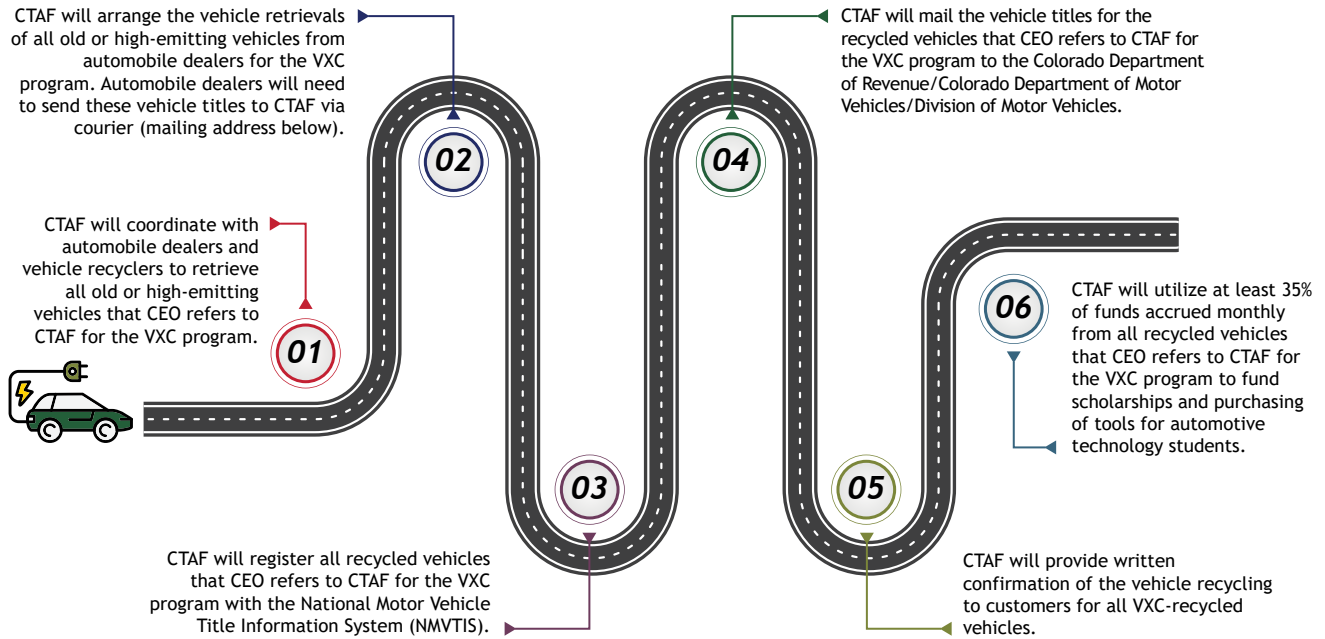 CTAF will coordinate with
automobile dealers and
vehicle recyclers to retrieve
all old or high-emitting
vehicles that CEO refers to
CTAF for the VXC program.
01
CTAF will arrange the vehicle retrievals
of all old or high-emitting vehicles from
automobile dealers for the VXC
program. Automobile dealers will need
to send these vehicle titles to CTAF via
courier (mailing address below).
02
CTAF will register all recycled vehicles
that CEO refers to CTAF for the VXC
program with the National Motor Vehicle
Title Information System (NMVTIS).
03
CTAF will mail the vehicle titles for the
recycled vehicles that CEO refers to CTAF for
the VXC program to the Colorado Department
of Revenue/Colorado Department of Motor
Vehicles/Division of Motor Vehicles.
04
CTAF will provide written
confirmation of the vehicle recycling
to customers for all VXC-recycled
vehicles.
05
CTAF will utilize at least 35%
of funds accrued monthly
from all recycled vehicles
that CEO refers to CTAF for
the VXC program to fund
scholarships and purchasing
of tools for automotive
technology students.
06